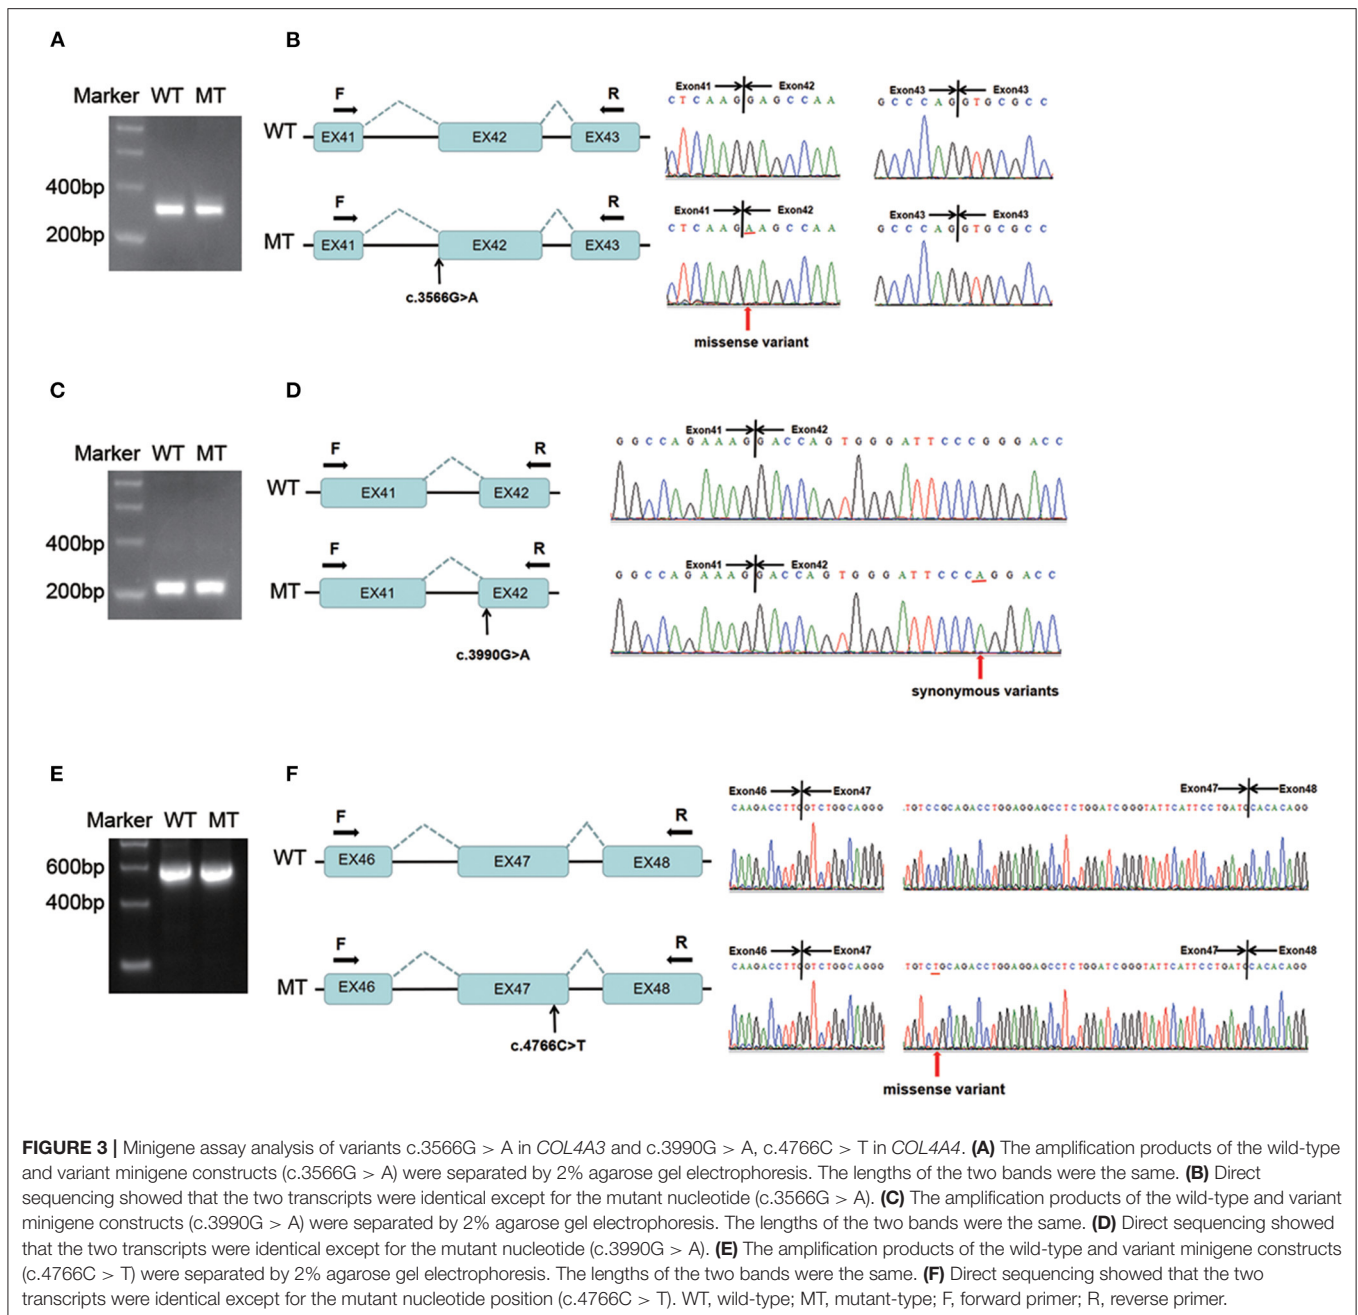 A
Marker WT MT
400bp
200bp
B
F R
WT EX41 EX42 EX43
F R
MT EX41 EX42 EX43
c.3566G>A
Exon41 Exon42
C T C A A G G A G C C A A
Exon43 Exon43
G C C C A G G T G C G C C
Exon41 Exon42
C T C A A G A A G C C A A
Exon43 Exon43
G C C C A G G T G C G C C
missense variant
C
Marker WT MT
400bp
200bp
D
F R
WT EX41 EX42
F R
MT EX41 EX42
c.3990G>A
Exon41 Exon42
G G C C A G A A A G G A C C A G T G G G A T T C C C G G G A C C
Exon41 Exon42
G G C C A G A A A G G A C C A G T G G G A T T C C C A G G A C C
synonymous variants
E
Marker WT MT
600bp
400bp
F
F R
WT EX46 EX47 EX48
F R
MT EX46 EX47 EX48
c.4766C>T
Exon46 Exon47
CAAGACCTTGGTCTGGCAGGG
Exon47 Exon48
TGTCCGCAGACCTGGAGGAGCCTCTGGATCGGGTATTCATTCCTGATGCACACAGG
Exon46 Exon47
CAAGACCTTGGTCTGGCAGGG
Exon47 Exon48
TGTCTGCAGACCTGGAGGAGCCTCTGGATCGGGTATTCATTCCTGATGCACACAGG
missense variant
FIGURE 3 | Minigene assay analysis of variants c.3566G > A in COL4A3 and c.3990G > A, c.4766C > T in COL4A4. (A) The amplification products of the wild-type
and variant minigene constructs (c.3566G > A) were separated by 2% agarose gel electrophoresis. The lengths of the two bands were the same. (B) Direct
sequencing showed that the two transcripts were identical except for the mutant nucleotide (c.3566G > A). (C) The amplification products of the wild-type and variant
minigene constructs (c.3990G > A) were separated by 2% agarose gel electrophoresis. The lengths of the two bands were the same. (D) Direct sequencing showed
that the two transcripts were identical except for the mutant nucleotide (c.3990G > A). (E) The amplification products of the wild-type and variant minigene constructs
(c.4766C > T) were separated by 2% agarose gel electrophoresis. The lengths of the two bands were the same. (F) Direct sequencing showed that the two
transcripts were identical except for the mutant nucleotide position (c.4766C > T). WT, wild-type; MT, mutant-type; F, forward primer; R, reverse primer.